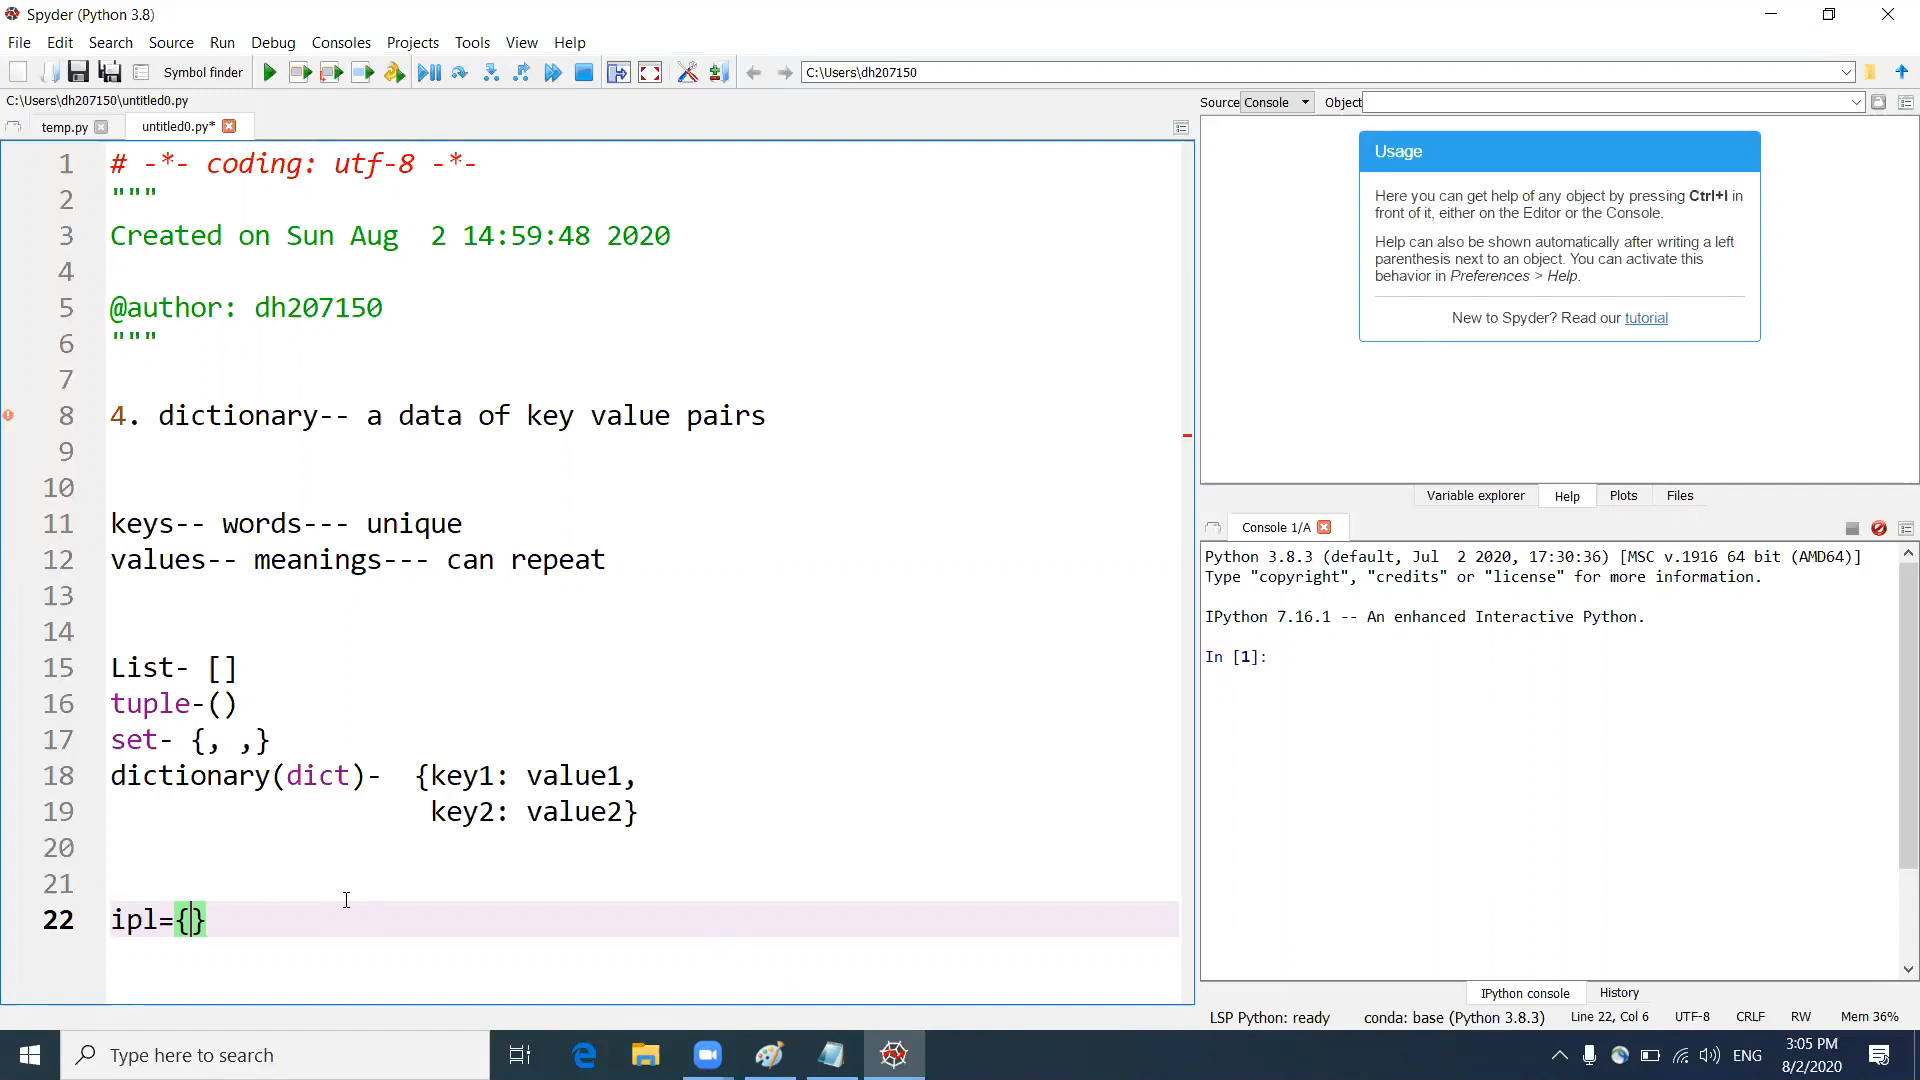 Spyder (Python 3.8)
File Edit Search Source Run Debug Consoles Projects Tools View Help
Symbol finder
C:\Users\dh207150
C:\Users\dh207150\untitled0.py
temp.py
untitled0.py*
1 # -*- coding: utf-8 -*-
2 """
3 Created on Sun Aug  2 14:59:48 2020
4
5 @author: dh207150
6 """
7
8 4. dictionary-- a data of key value pairs
9
10
11 keys-- words--- unique
12 values-- meanings--- can repeat
13
14
15 List- []
16 tuple-()
17 set- {, ,}
18 dictionary(dict)-  {key1: value1,
19 key2: value2}
20
21
22 ipl={}
Source Console Object
Usage
Here you can get help of any object by pressing Ctrl+I in
front of it, either on the Editor or the Console.
Help can also be shown automatically after writing a left
parenthesis next to an object. You can activate this
behavior in Preferences > Help.
New to Spyder? Read our tutorial
Variable explorer Help Plots Files
Console 1/A
Python 3.8.3 (default, Jul  2 2020, 17:30:36) [MSC v.1916 64 bit (AMD64)]
Type "copyright", "credits" or "license" for more information.
IPython 7.16.1 -- An enhanced Interactive Python.
In [1]:
IPython console History
LSP Python: ready conda: base (Python 3.8.3) Line 22, Col 6 UTF-8 CRLF RW Mem 36%
Type here to search
ENG
3:05 PM
8/2/2020